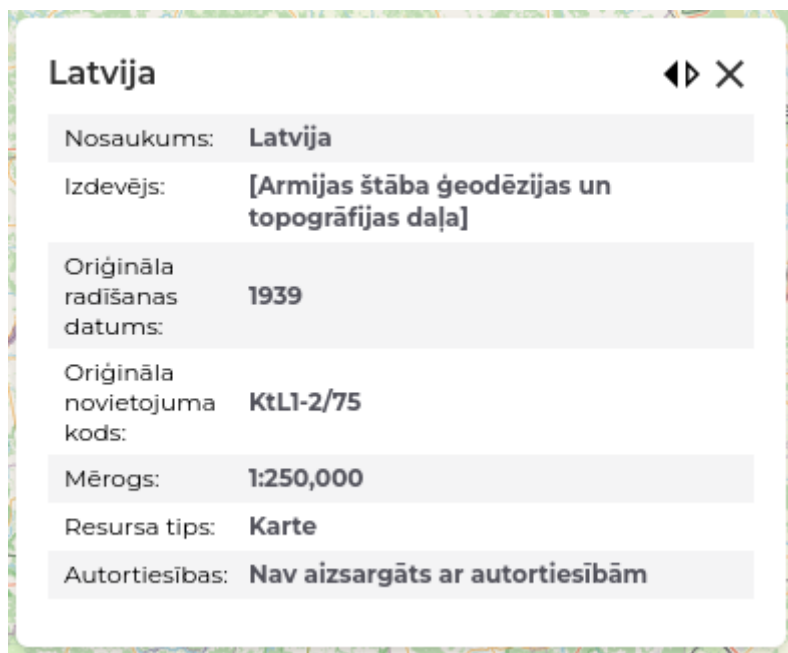 Latvija
Nosaukums: Latvija
Izdevējs: [Armijas štāba ģeodēzijas un
topogrāfijas daļa]
Oriģināla
radīšanas
datums: 1939
Oriģināla
novietojuma
kods: KtL1-2/75
Mērogs: 1:250,000
Resursa tips: Karte
Autortiesības: Nav aizsargāts ar autortiesībām